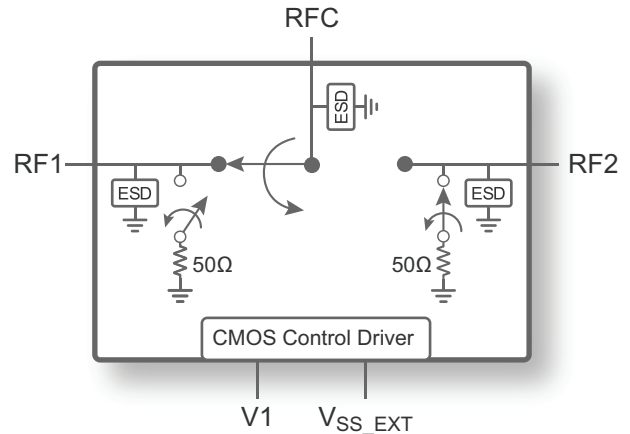 RFC
ESD
RF1
RF2
ESD
ESD
50Ω
50Ω
CMOS Control Driver
V1
VSS_EXT